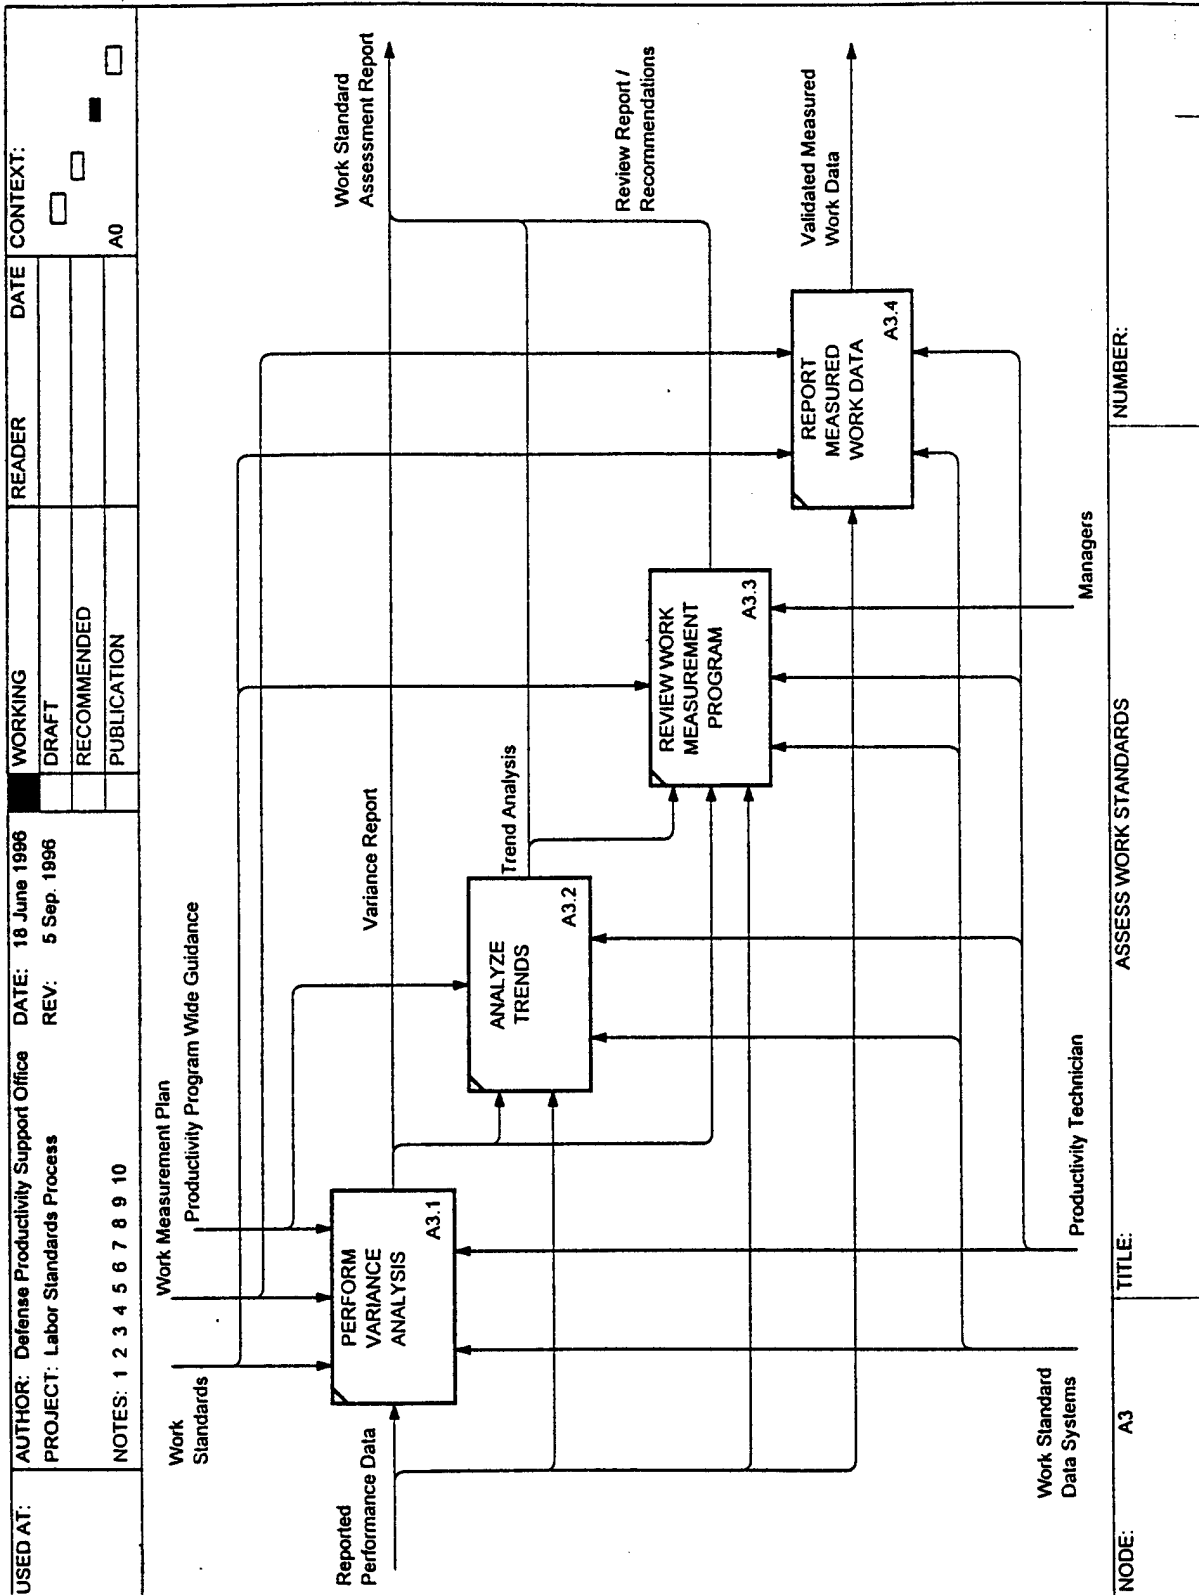 USED AT:
AUTHOR: Defense Productivity Support Office
DATE: 18 June 1996
PROJECT: Labor Standards Process
REV: 5 Sep. 1996
NOTES: 1 2 3 4 5 6 7 8 9 10
WORKING
DRAFT
RECOMMENDED
PUBLICATION
READER
DATE
CONTEXT:
A0
Work
Standards
Work Measurement Plan
Productivity Program Wide Guidance
Reported
Performance Data
PERFORM
VARIANCE
ANALYSIS
A3.1
Variance Report
Work Standard
Assessment Report
ANALYZE
TRENDS
A3.2
Trend Analysis
REVIEW WORK
MEASUREMENT
PROGRAM
A3.3
Review Report /
Recommendations
REPORT
MEASURED
WORK DATA
A3.4
Validated Measured
Work Data
Work Standard
Data Systems
Productivity Technician
Managers
NODE:
A3
TITLE:
ASSESS WORK STANDARDS
NUMBER: